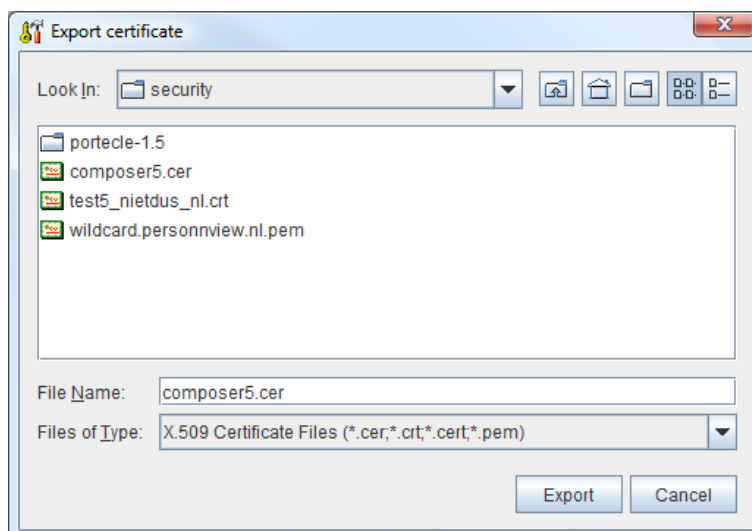 Export certificate
Look In: security
portecle-1.5
composer5.cer
test5_nietdus_nl.crt
wildcard.personnview.nl.pem
File Name: composer5.cer
Files of Type: X.509 Certificate Files (*.cer;*.crt;*.cert;*.pem)
Export Cancel